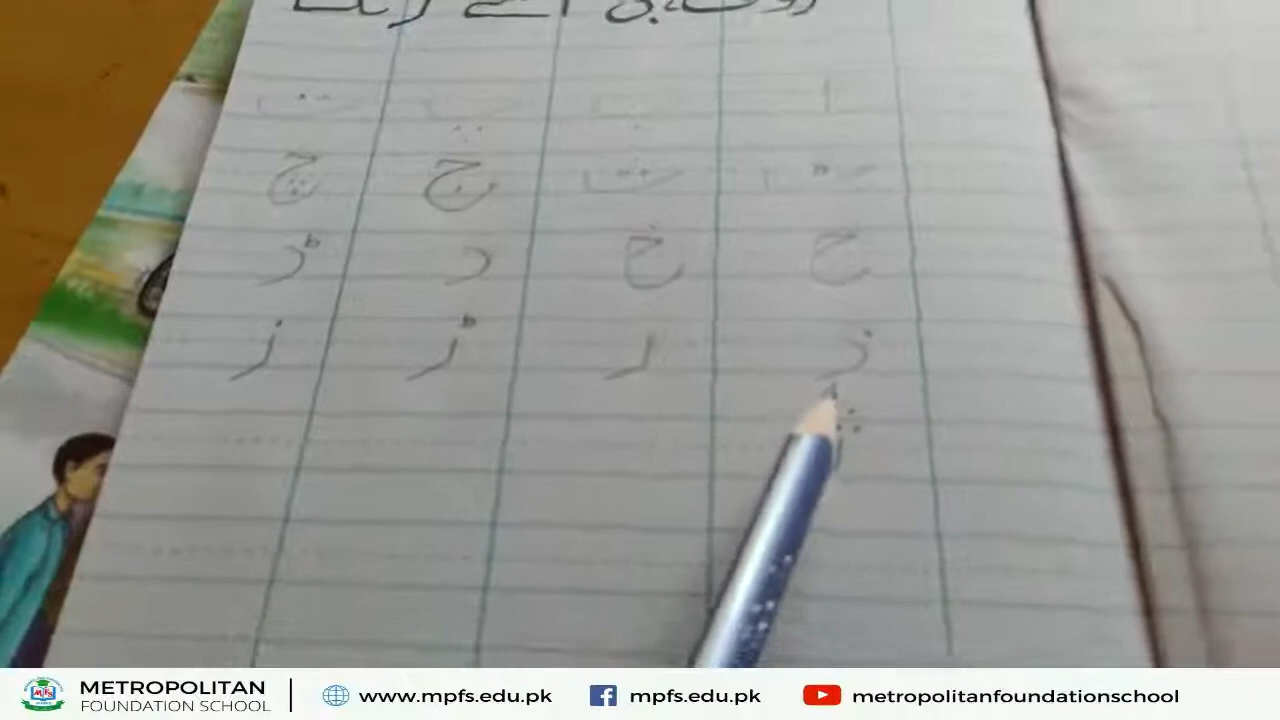 ا ب پ ت
ٹ ث ج چ
ح خ د ڈ
ذ ر ڑ ز
METROPOLITAN
FOUNDATION SCHOOL
www.mpfs.edu.pk
mpfs.edu.pk
metropolitanfoundationschool